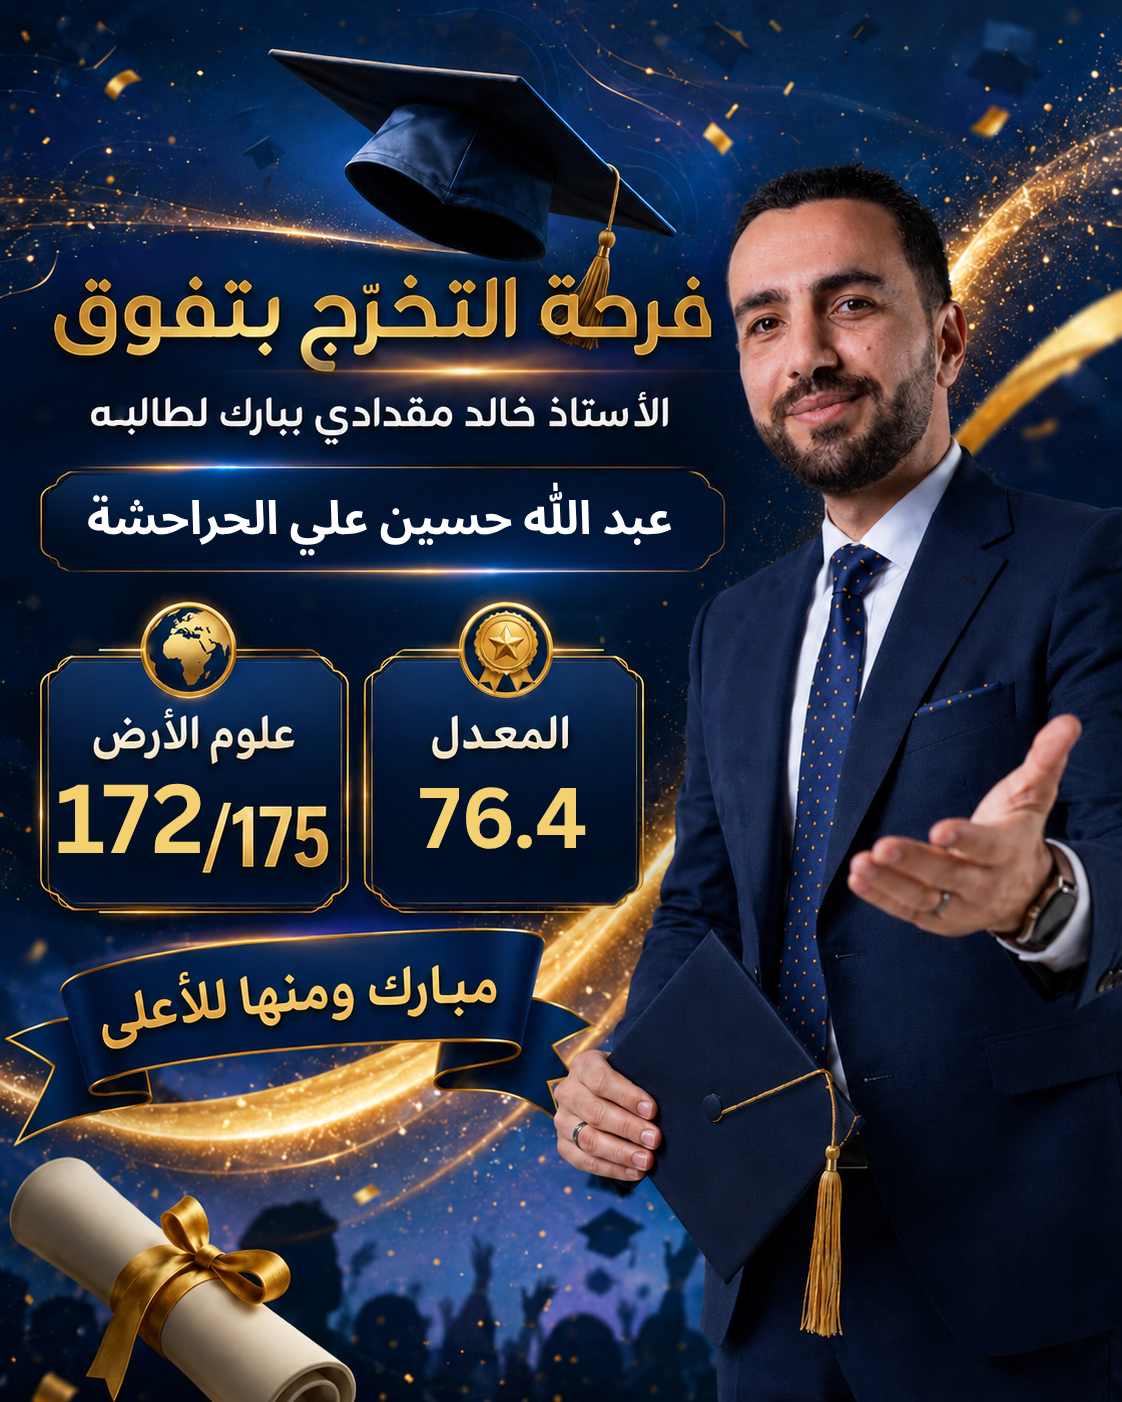 فرحة التخرّج بتفوق
الأستاذ خالد مقدادي يبارك لطالبه
عبد الله حسين علي الحراحشة
المعدل
76.4
علوم الأرض
172/175
مبارك ومنها للأعلى